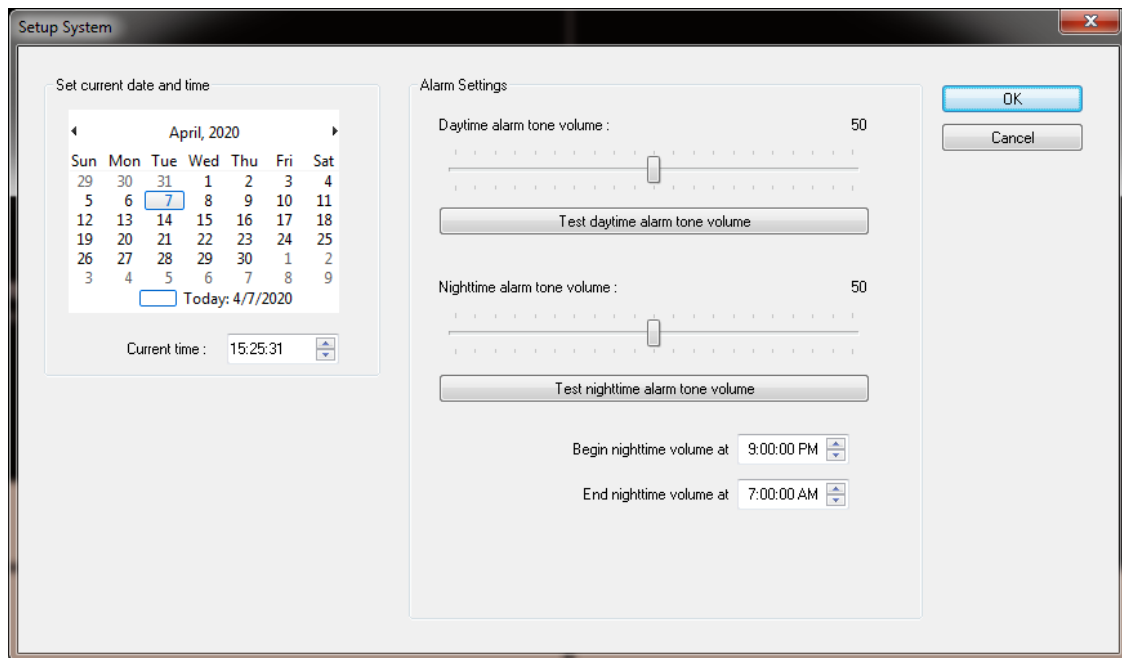 Setup System
Set current date and time
April, 2020
Sun Mon Tue Wed Thu Fri Sat
29 30 31 1 2 3 4
5 6 7 8 9 10 11
12 13 14 15 16 17 18
19 20 21 22 23 24 25
26 27 28 29 30 1 2
3 4 5 6 7 8 9
Today: 4/7/2020
Current time : 15:25:31
Alarm Settings
Daytime alarm tone volume : 50
Test daytime alarm tone volume
Nighttime alarm tone volume : 50
Test nighttime alarm tone volume
Begin nighttime volume at 9:00:00 PM
End nighttime volume at 7:00:00 AM
OK
Cancel